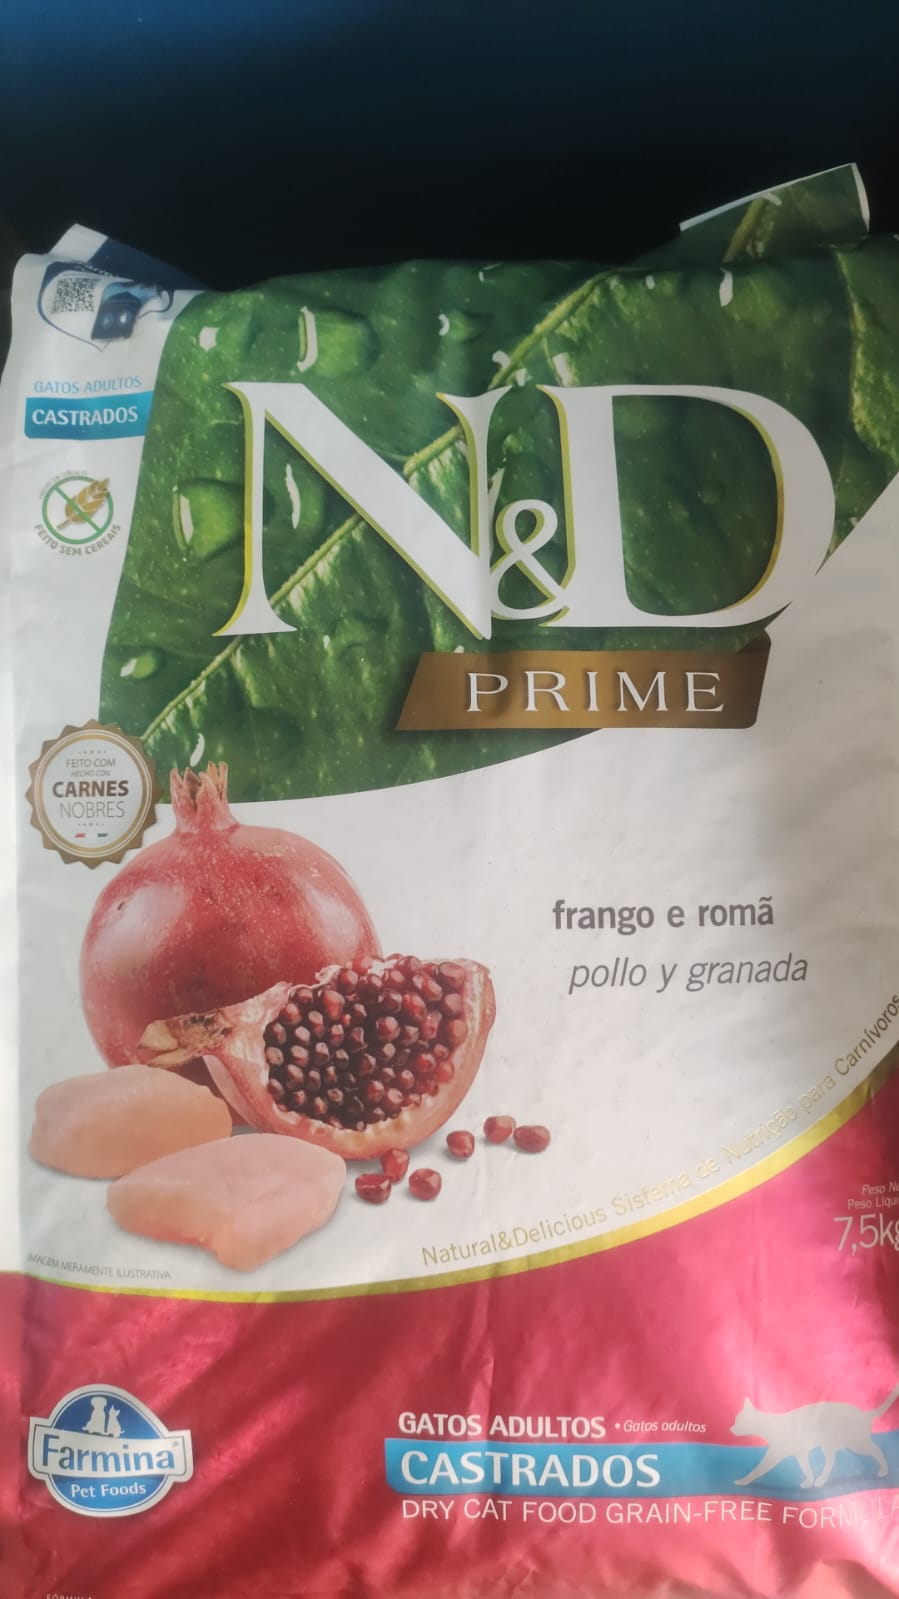 GATOS ADULTOS
CASTRADOS
FEITO SEM CEREAIS
N&D
PRIME
FEITO COM
HECHO CON
CARNES
NOBRES
frango e romã
pollo y granada
Natural&Delicious Sistema de Nutrição para Carnívoros
Peso
Peso
7,5kg
IMAGEM MERAMENTE ILUSTRATIVA
Farmina
Pet Foods
GATOS ADULTOS • Gatos adultos
CASTRADOS
DRY CAT FOOD GRAIN-FREE FORMULA